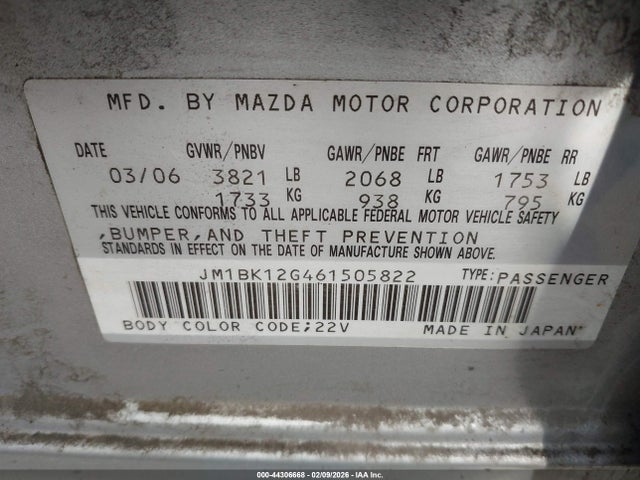 MFD. BY MAZDA MOTOR CORPORATION
DATE GVWR/PNBV GAWR/PNBE FRT GAWR/PNBE RR
03/06 3821 LB 2068 LB 1753 LB
1733 KG 938 KG 795 KG
THIS VEHICLE CONFORMS TO ALL APPLICABLE FEDERAL MOTOR VEHICLE SAFETY
,BUMPER,AND THEFT PREVENTION
STANDARDS IN EFFECT ON THE DATE OF MANUFACTURE SHOWN ABOVE.
JM1BK12G461505822 TYPE:PASSENGER
BODY COLOR CODE;22V MADE IN JAPAN
000-44306668 - 02/09/2026 - IAA Inc.